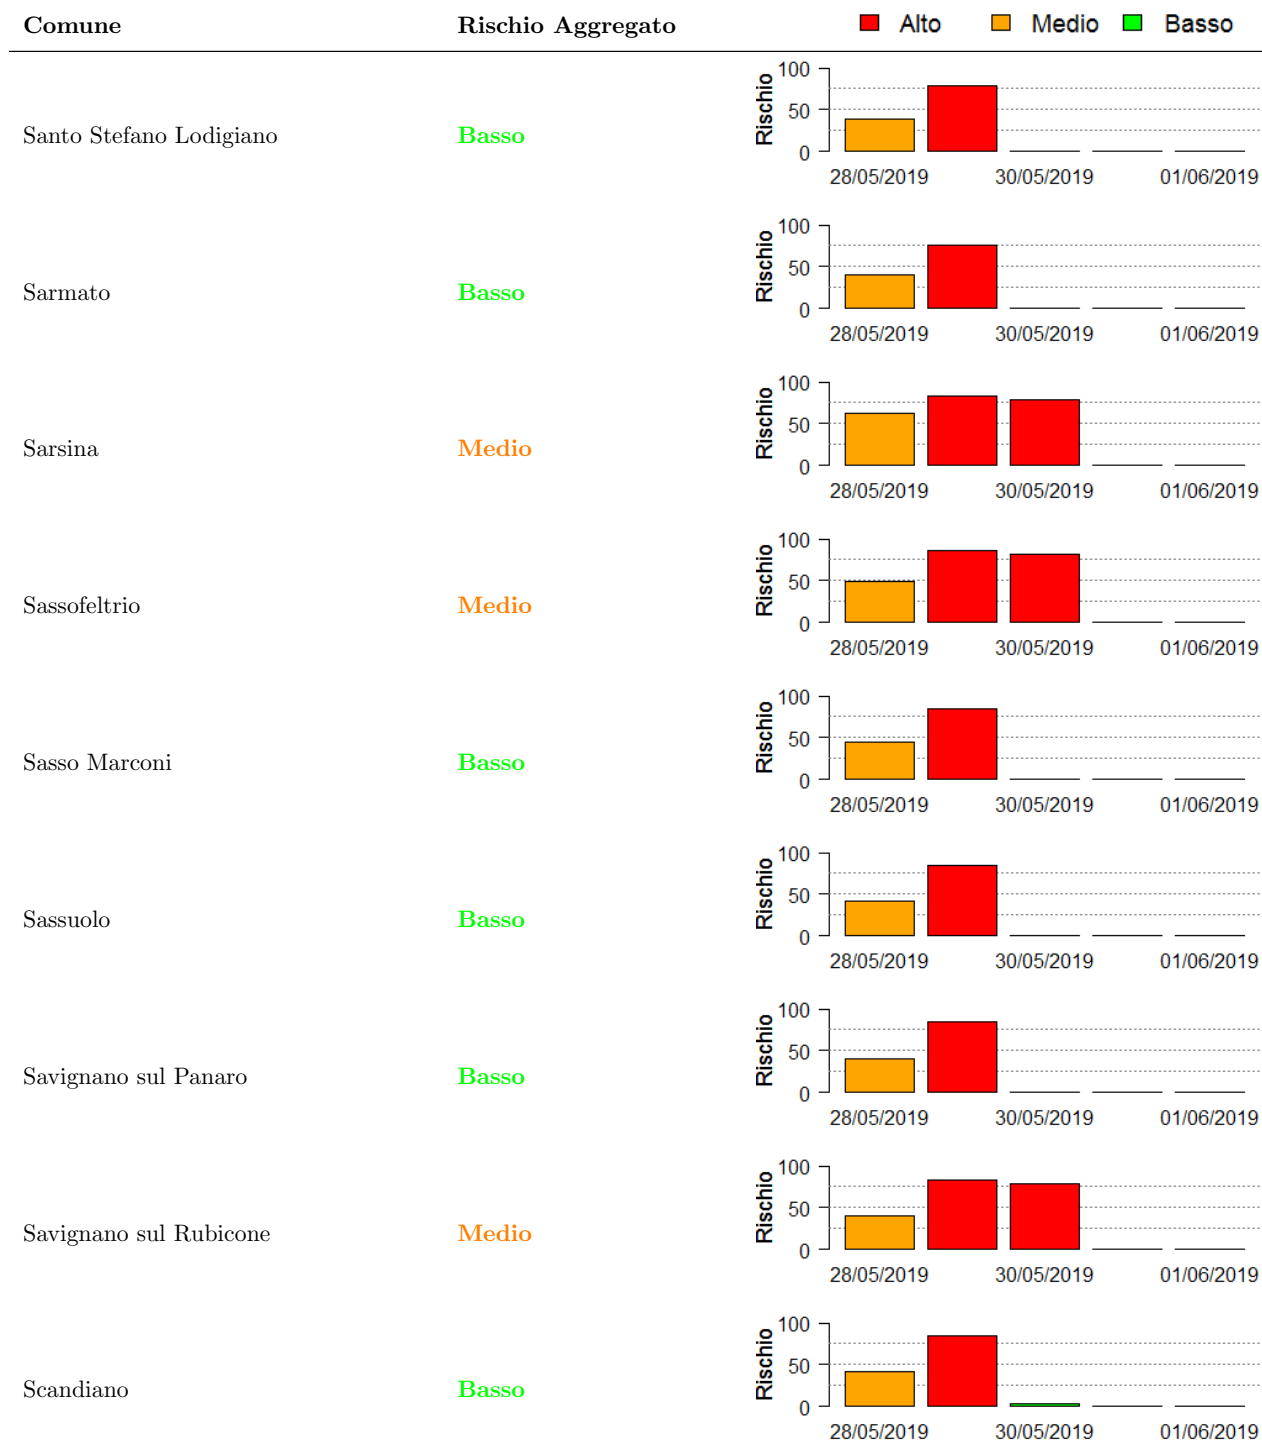 Comune Rischio Aggregato Alto Medio Basso
Santo Stefano Lodigiano Basso Rischio 100 50 0
28/05/2019 30/05/2019 01/06/2019
Sarmato Basso Rischio 100 50 0
28/05/2019 30/05/2019 01/06/2019
Sarsina Medio Rischio 100 50 0
28/05/2019 30/05/2019 01/06/2019
Sassofeltrio Medio Rischio 100 50 0
28/05/2019 30/05/2019 01/06/2019
Sasso Marconi Basso Rischio 100 50 0
28/05/2019 30/05/2019 01/06/2019
Sassuolo Basso Rischio 100 50 0
28/05/2019 30/05/2019 01/06/2019
Savignano sul Panaro Basso Rischio 100 50 0
28/05/2019 30/05/2019 01/06/2019
Savignano sul Rubicone Medio Rischio 100 50 0
28/05/2019 30/05/2019 01/06/2019
Scandiano Basso Rischio 100 50 0
28/05/2019 30/05/2019 01/06/2019